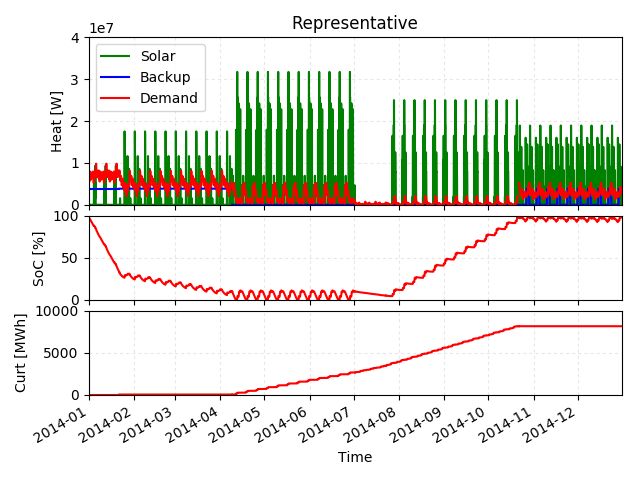 Representative
1e7
4
3
2
1
0
Heat [W]
Solar
Backup
Demand
100
50
0
SoC [%]
10000
5000
0
Curt [MWh]
2014-01
2014-02
2014-03
2014-04
2014-05
2014-06
2014-07
2014-08
2014-09
2014-10
2014-11
2014-12
Time